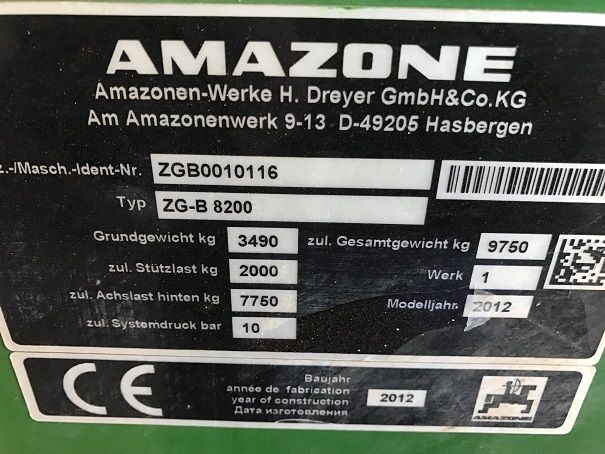 AMAZONE
Amazonen-Werke H. Dreyer GmbH&Co.KG
Am Amazonenwerk 9-13 D-49205 Hasbergen
z.-/Masch.-Ident-Nr. ZGB0010116
Typ ZG-B 8200
Grundgewicht kg 3490 zul. Gesamtgewicht kg 9750
zul. Stützlast kg 2000 Werk 1
zul. Achslast hinten kg 7750 Modelljahr 2012
zul. Systemdruck bar 10
CE
Baujahr
année de fabrication
year of construction
Дата изготовления
2012
AMAZONE